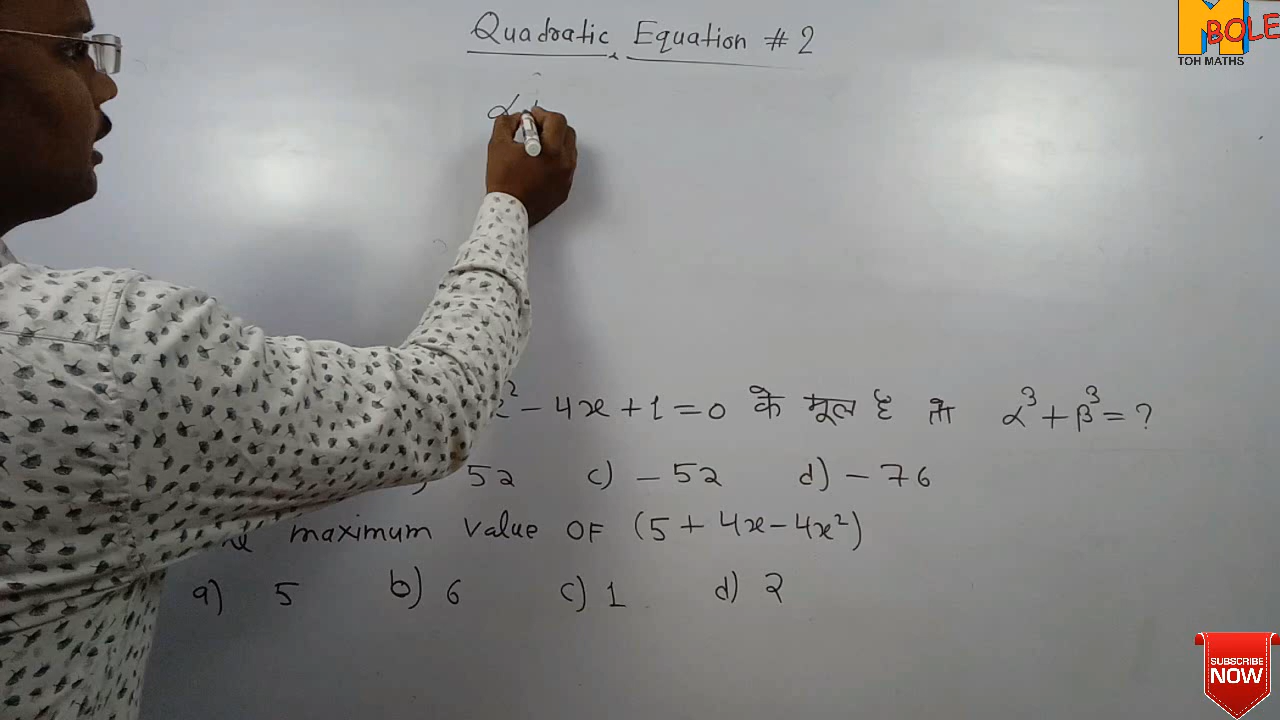 Quadratic Equation # 2
M BOLE
TOH MATHS
α
x² - 4x + 1 = 0 के मूल है तो α³ + β³ = ?
) 52 c) - 52 d) - 76
maximum value OF (5 + 4x - 4x²)
a) 5 b) 6 c) 1 d) 2
SUBSCRIBE
NOW